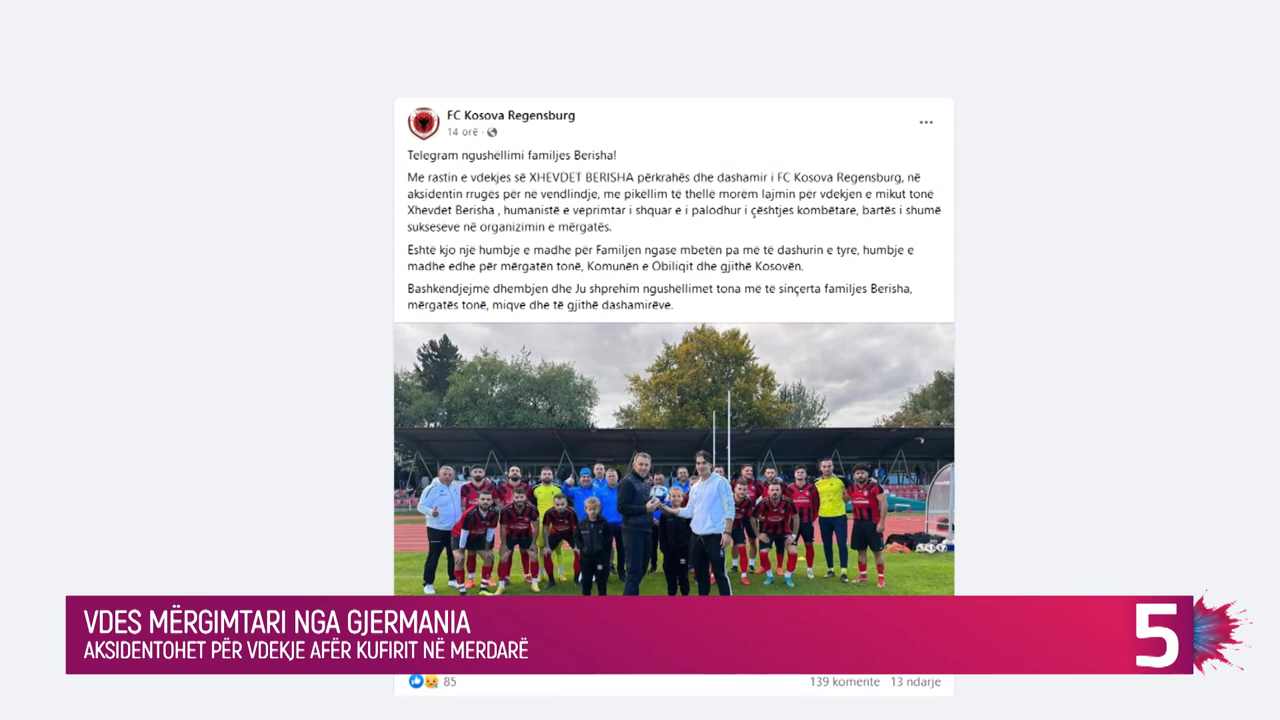 FC Kosova Regensburg
14 orë ·
Telegram ngushëllimi familjes Berisha!
Me rastin e vdekjes së XHEVDET BERISHA përkrahës dhe dashamir i FC Kosova Regensburg, në
aksidentin rrugës për në vendlindje, me pikëllim të thellë morëm lajmin për vdekjen e mikut tonë
Xhevdet Berisha , humanistë e veprimtar i shquar e i palodhur i çështjes kombëtare, bartës i shumë
sukseseve në organizimin e mërgatës.
Eshtë kjo një humbje e madhe për Familjen ngase mbetën pa më të dashurin e tyre, humbje e
madhe edhe për mërgatën tonë, Komunën e Obiliqit dhe gjithë Kosovën.
Bashkëndjejmë dhembjen dhe Ju shprehim ngushëllimet tona më të sinçerta familjes Berisha,
mërgatës tonë, miqve dhe të gjithë dashamirëve.
VDES MËRGIMTARI NGA GJERMANIA
AKSIDENTOHET PËR VDEKJE AFËR KUFIRIT NË MERDARË
5
85
139 komente 13 ndarje